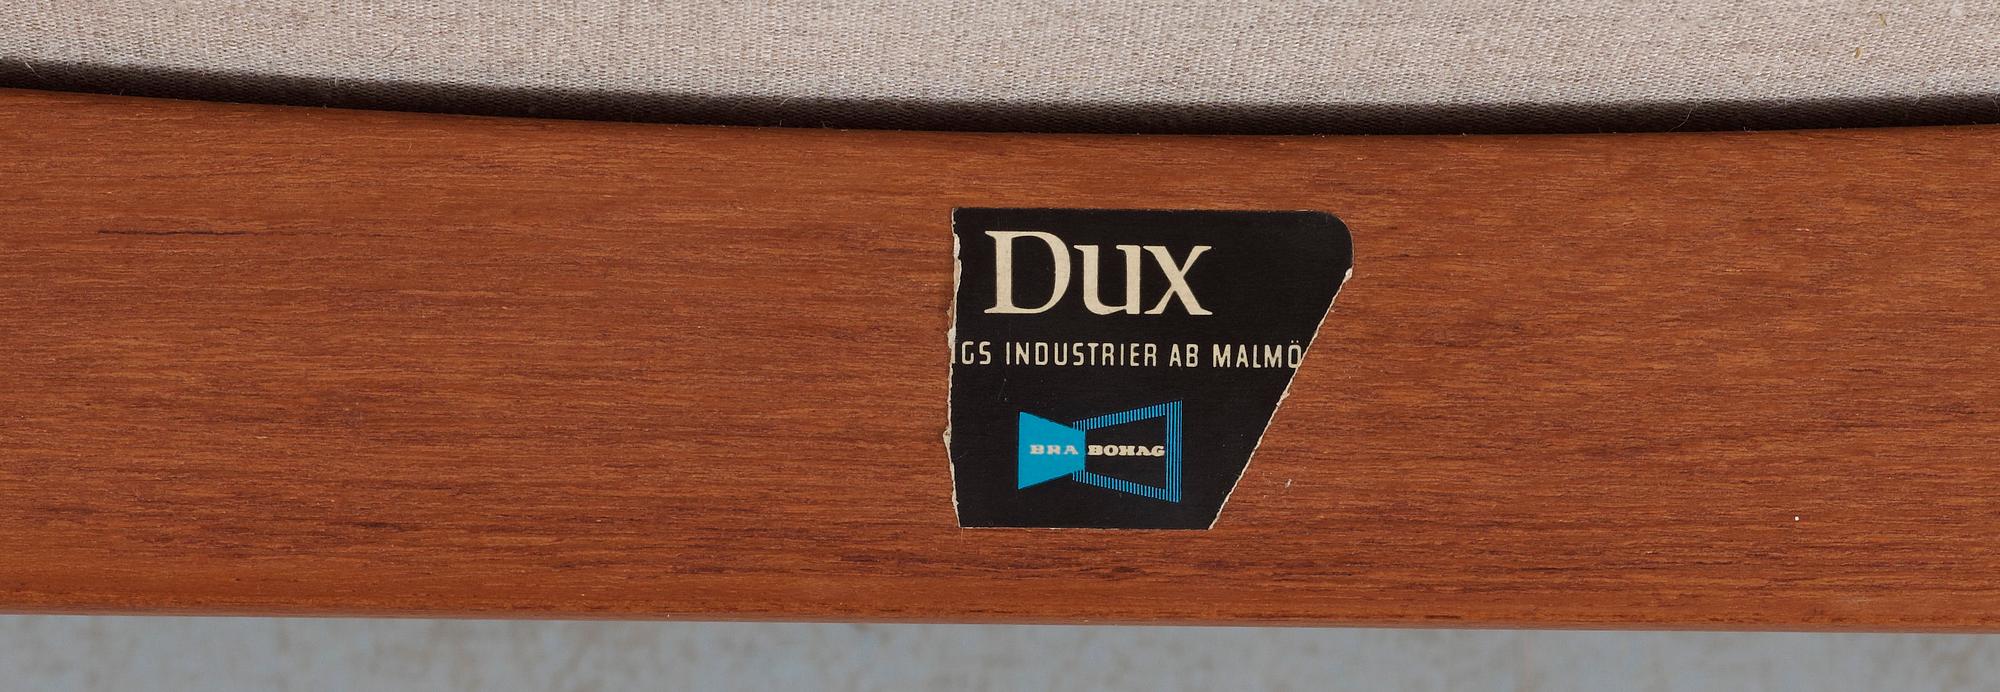 Dux
GS INDUSTRIER AB MALMÖ
BRA BOHAG